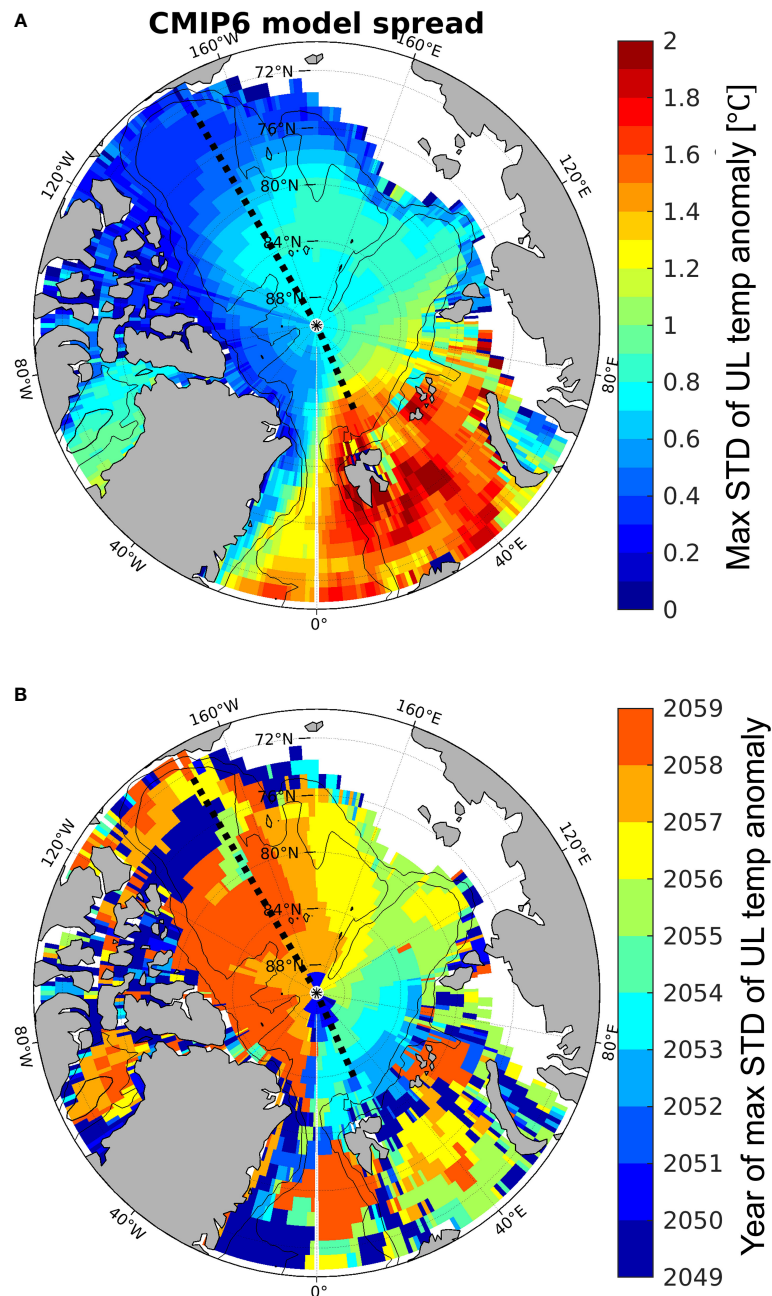 A
CMIP6 model spread
160°W
160°E
72°N
120°W
76°N
120°E
80°N
84°N
88°N
80°W
80°E
40°W
40°E
0°
2
1.8
1.6
1.4
1.2
1
0.8
0.6
0.4
0.2
0
Max STD of UL temp anomaly [°C]
B
160°W
160°E
72°N
120°W
76°N
120°E
80°N
84°N
88°N
80°W
80°E
40°W
40°E
0°
2059
2058
2057
2056
2055
2054
2053
2052
2051
2050
2049
Year of max STD of UL temp anomaly